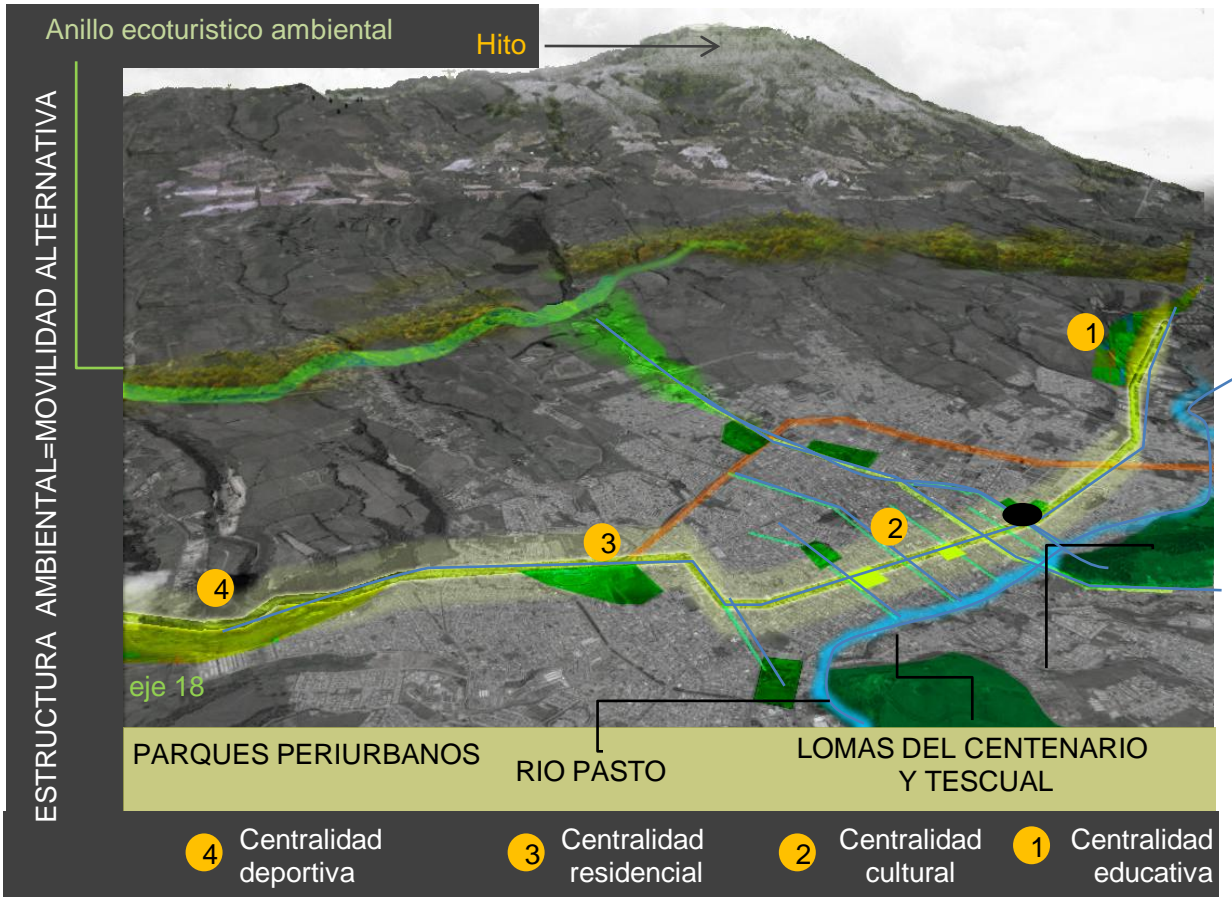 Anillo ecoturistico ambiental
Hito
ESTRUCTURA AMBIENTAL=MOVILIDAD ALTERNATIVA
1
2
3
4
eje 18
PARQUES PERIURBANOS
RIO PASTO
LOMAS DEL CENTENARIO
Y TESCUAL
4
Centralidad
deportiva
3
Centralidad
residencial
2
Centralidad
cultural
1
Centralidad
educativa